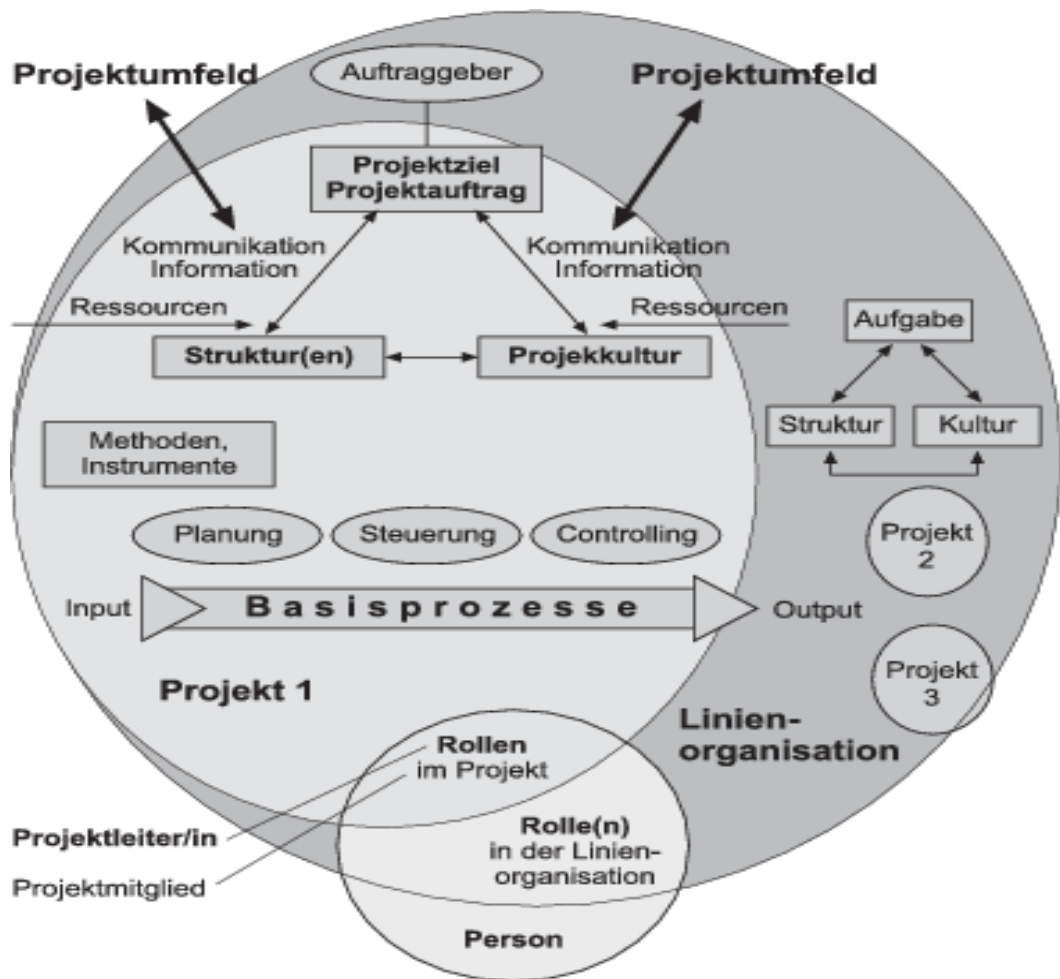 Projektumfeld
Auftraggeber
Projektumfeld
Projektziel
Projektauftrag
Kommunikation
Information
Kommunikation
Information
Ressourcen
Ressourcen
Struktur(en)
Projekkultur
Aufgabe
Struktur
Kultur
Methoden,
Instrumente
Planung
Steuerung
Controlling
Projekt
2
Input
Basisprozesse
Output
Projekt 1
Projekt
3
Linien-
organisation
Rollen
im Projekt
Projektleiter/in
Projektmitglied
Rolle(n)
in der Linien-
organisation
Person